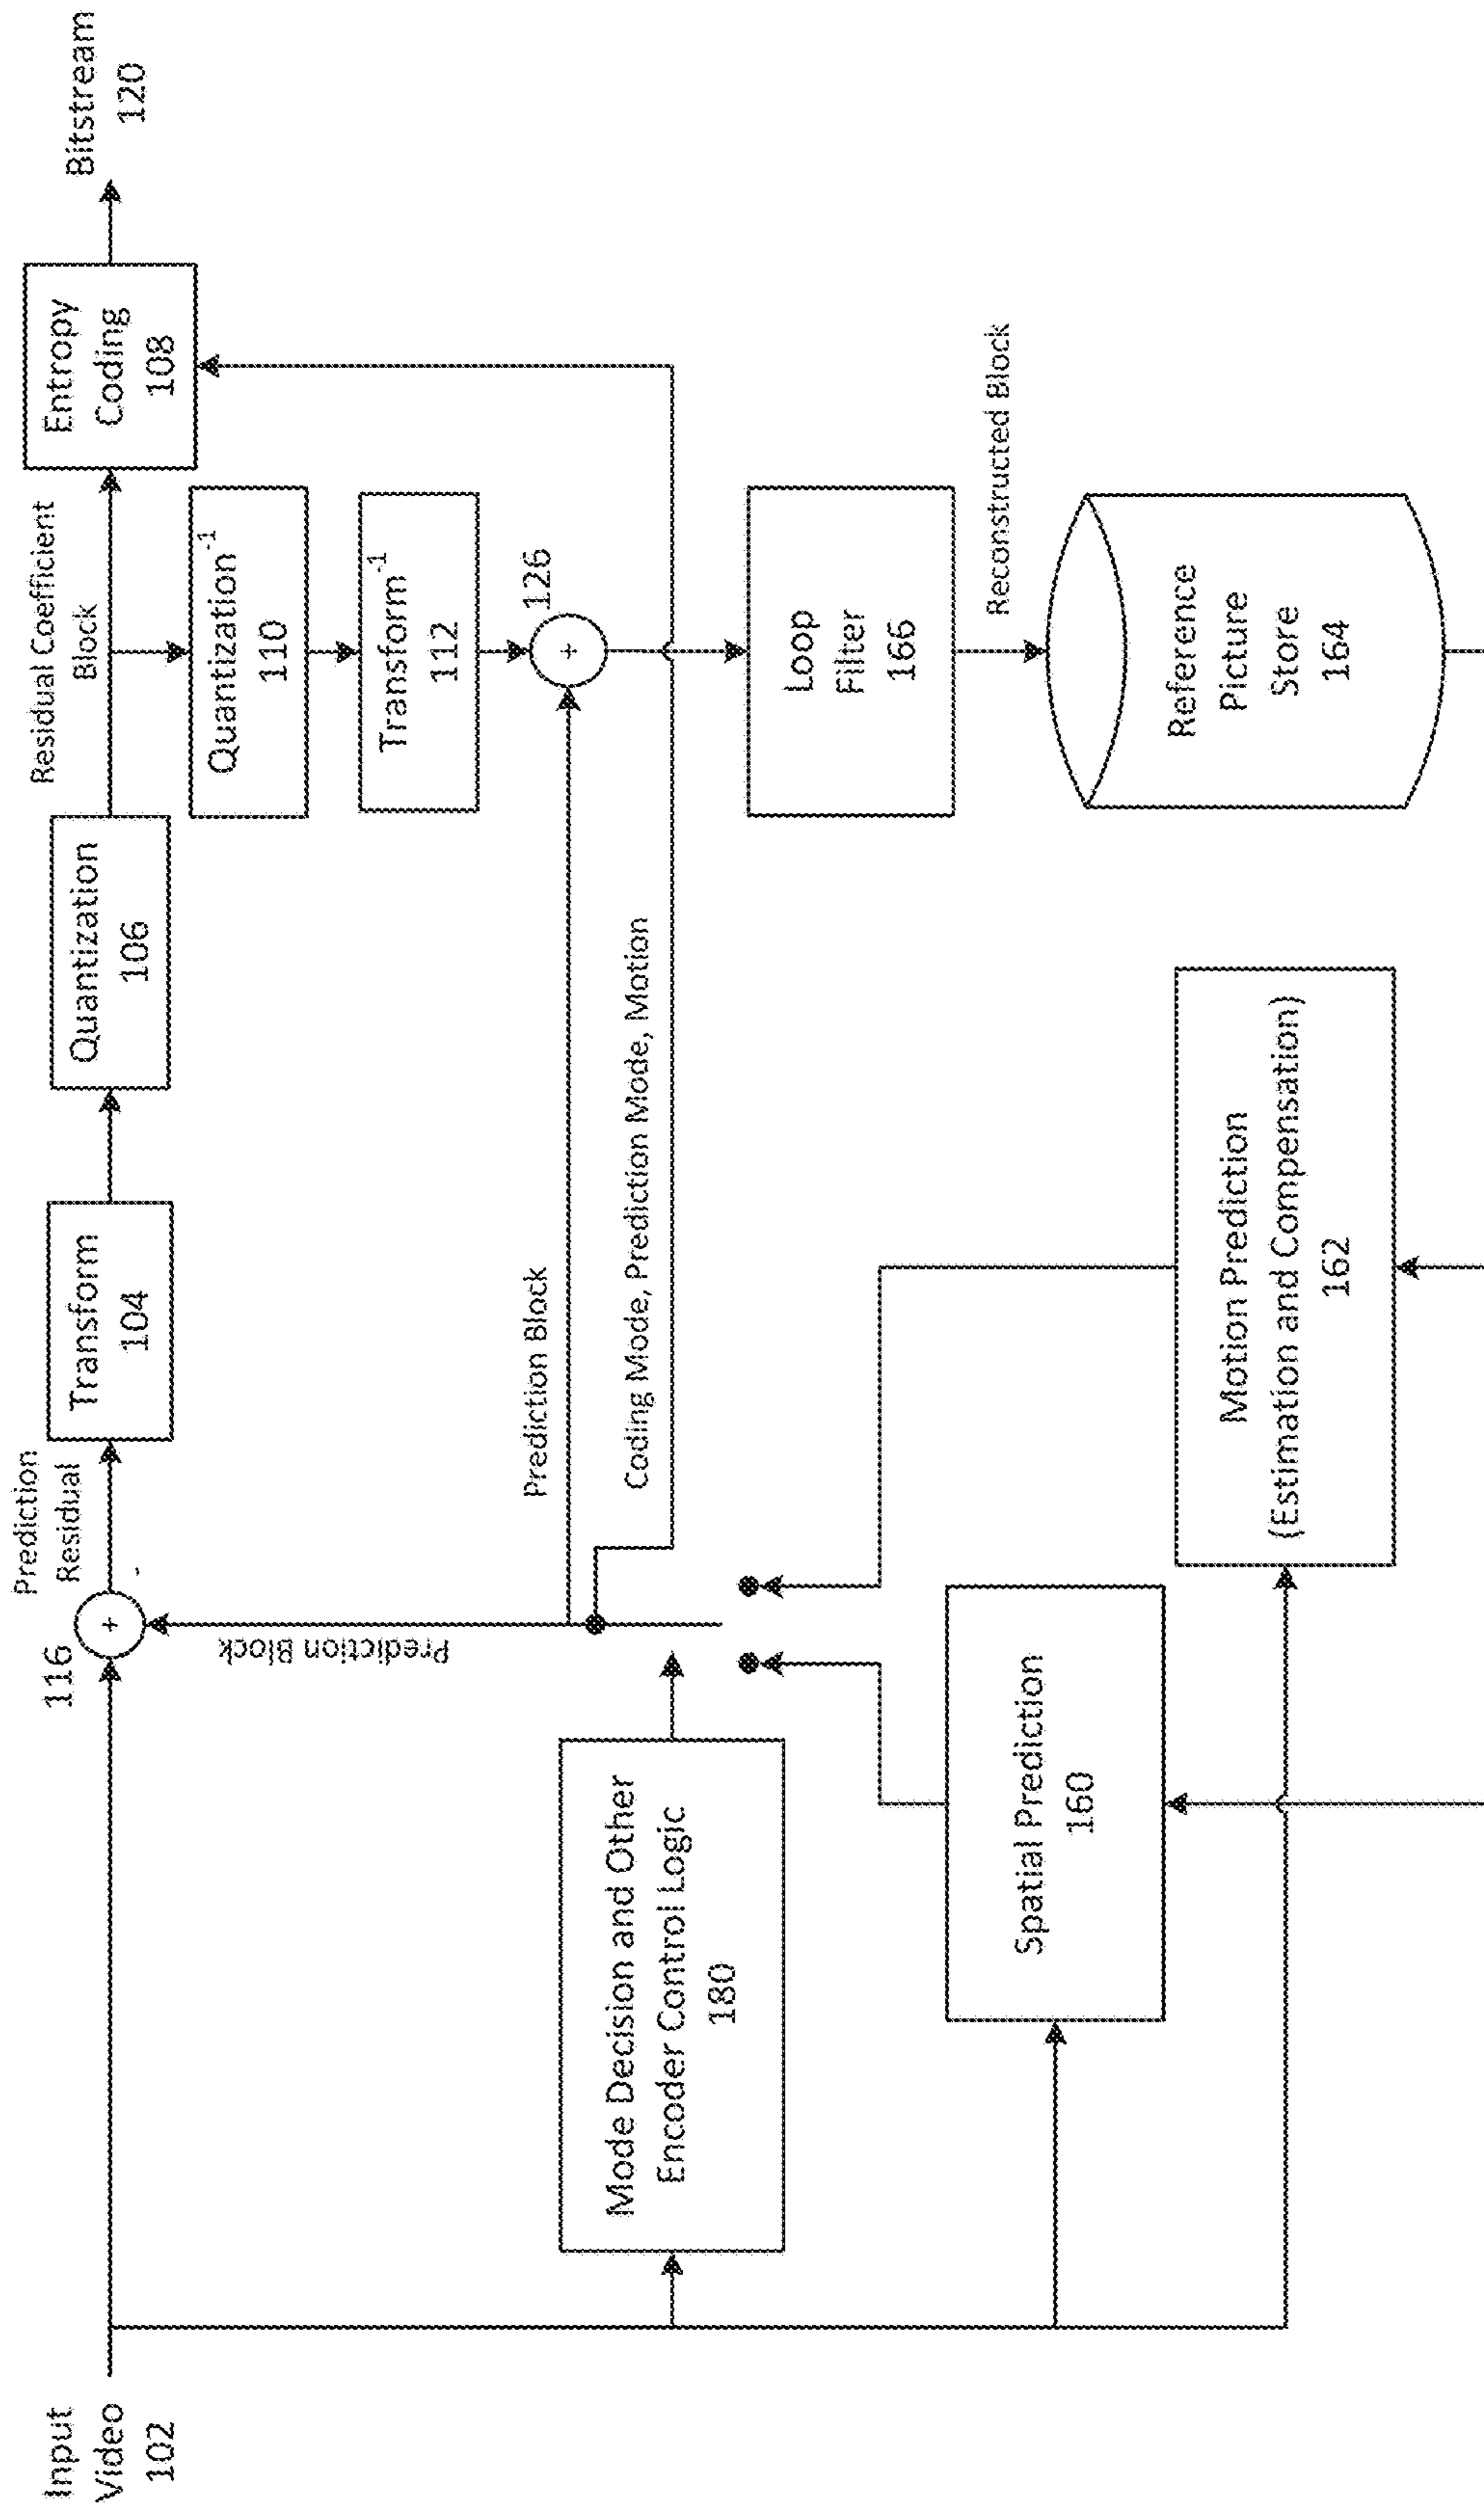 Input
Video
102
116
Prediction
Residual
Transform
104
Quantization
106
Residual Coefficient
Block
Entropy
Coding
108
Bitstream
120
Quantization-1
110
Transform-1
112
126
Prediction Block
Prediction Block
Coding Mode, Prediction Mode, Motion
Mode Decision and Other
Encoder Control Logic
180
Loop
Filter
166
Reconstructed Block
Spatial Prediction
160
Motion Prediction
(Estimation and Compensation)
162
Reference
Picture
Store
164